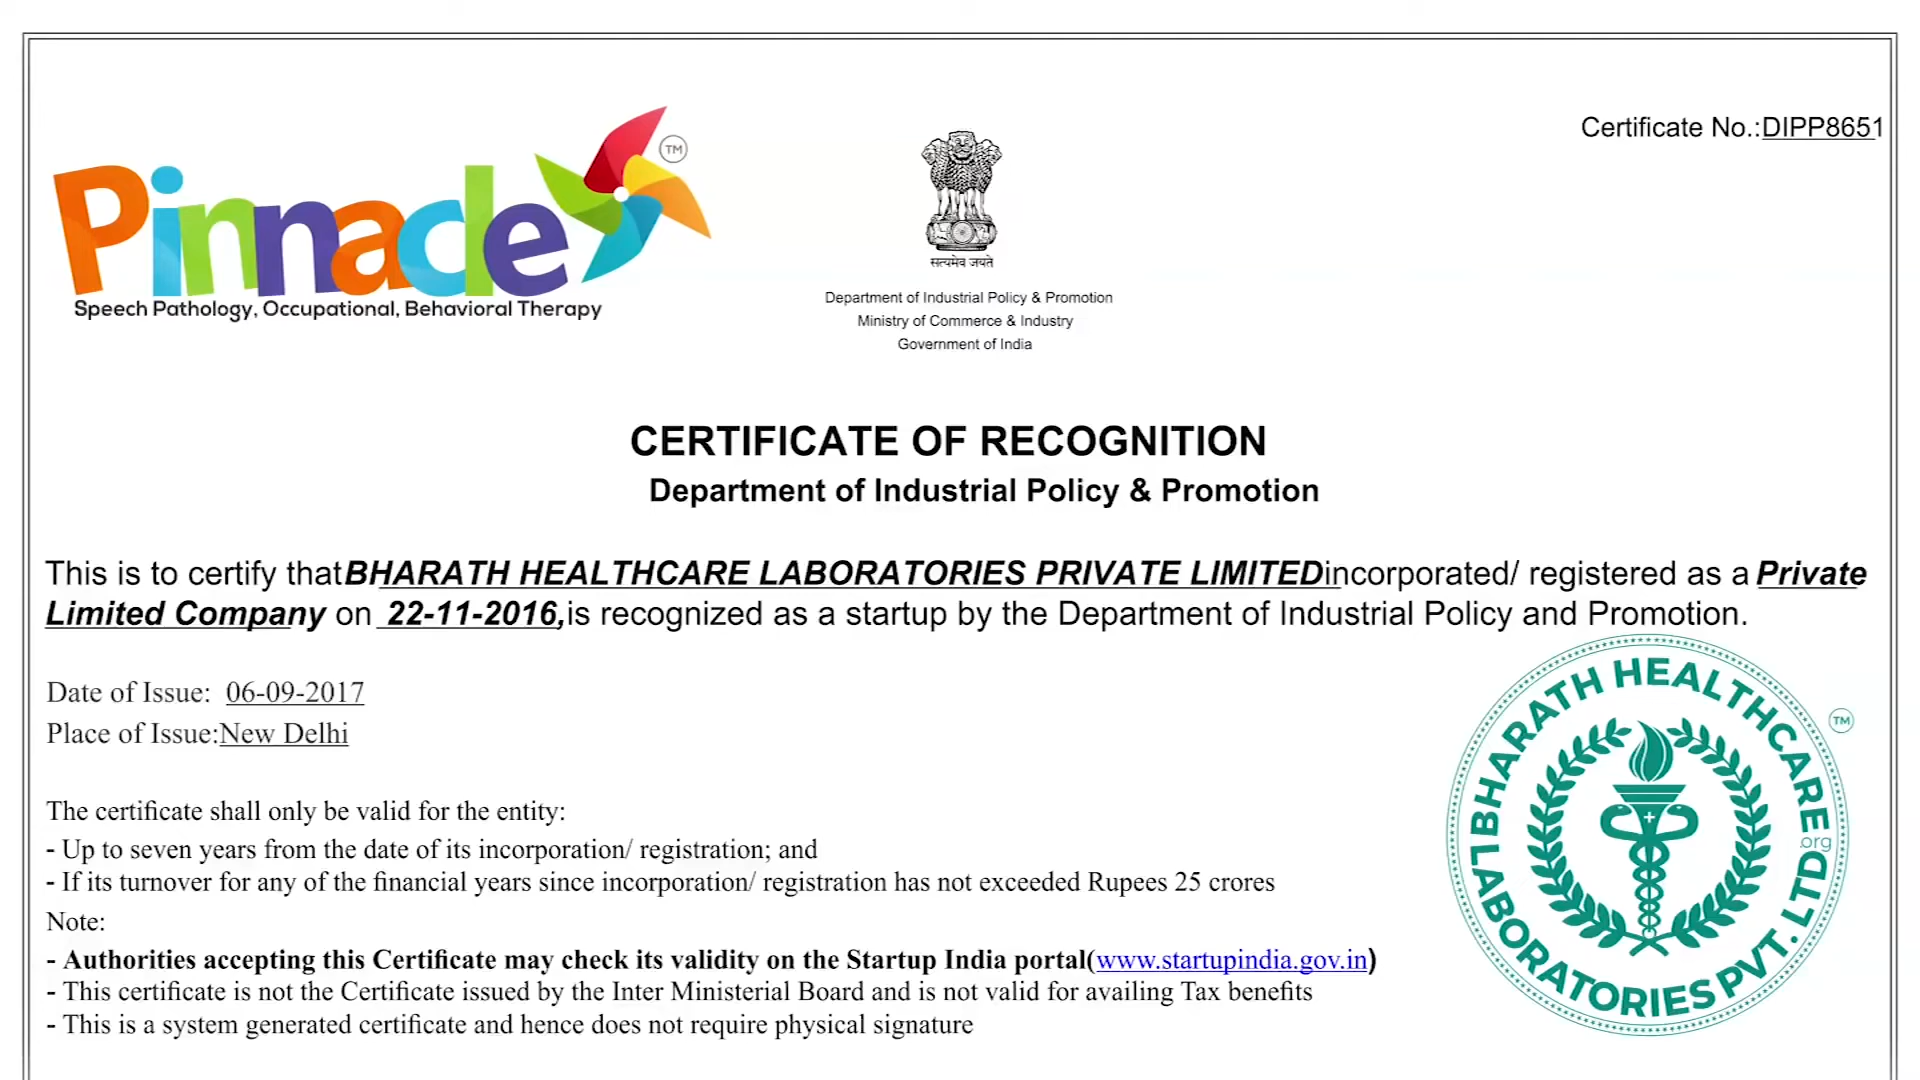 Certificate No.:DIPP8651
Pinnacle
TM
Speech Pathology, Occupational, Behavioral Therapy
सत्यमेव जयते
Department of Industrial Policy & Promotion
Ministry of Commerce & Industry
Government of India
CERTIFICATE OF RECOGNITION
Department of Industrial Policy & Promotion
This is to certify thatBHARATH HEALTHCARE LABORATORIES PRIVATE LIMITEDincorporated/ registered as a Private
Limited Company on 22-11-2016,is recognized as a startup by the Department of Industrial Policy and Promotion.
Date of Issue: 06-09-2017
Place of Issue:New Delhi
The certificate shall only be valid for the entity:
- Up to seven years from the date of its incorporation/ registration; and
- If its turnover for any of the financial years since incorporation/ registration has not exceeded Rupees 25 crores
Note:
- Authorities accepting this Certificate may check its validity on the Startup India portal(www.startupindia.gov.in)
- This certificate is not the Certificate issued by the Inter Ministerial Board and is not valid for availing Tax benefits
- This is a system generated certificate and hence does not require physical signature
BHARATH HEALTHCARE
LABORATORIES PVT. LTD
.org
TM